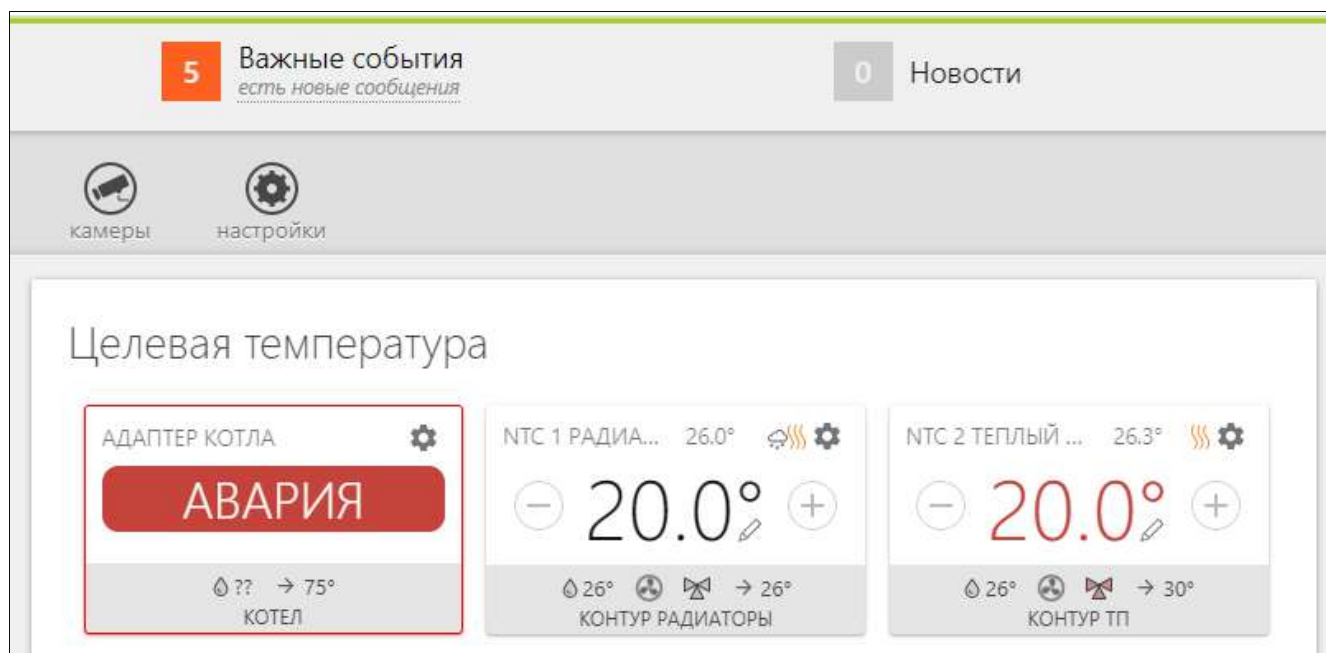 5 Важные события
есть новые сообщения
0 Новости
камеры настройки
Целевая температура
АДАПТЕР КОТЛА
АВАРИЯ
?? → 75°
КОТЕЛ
NTC 1 РАДИА... 26.0°
20.0°
26° → 26°
КОНТУР РАДИАТОРЫ
NTC 2 ТЕПЛЫЙ ... 26.3°
20.0°
26° → 30°
КОНТУР ТП